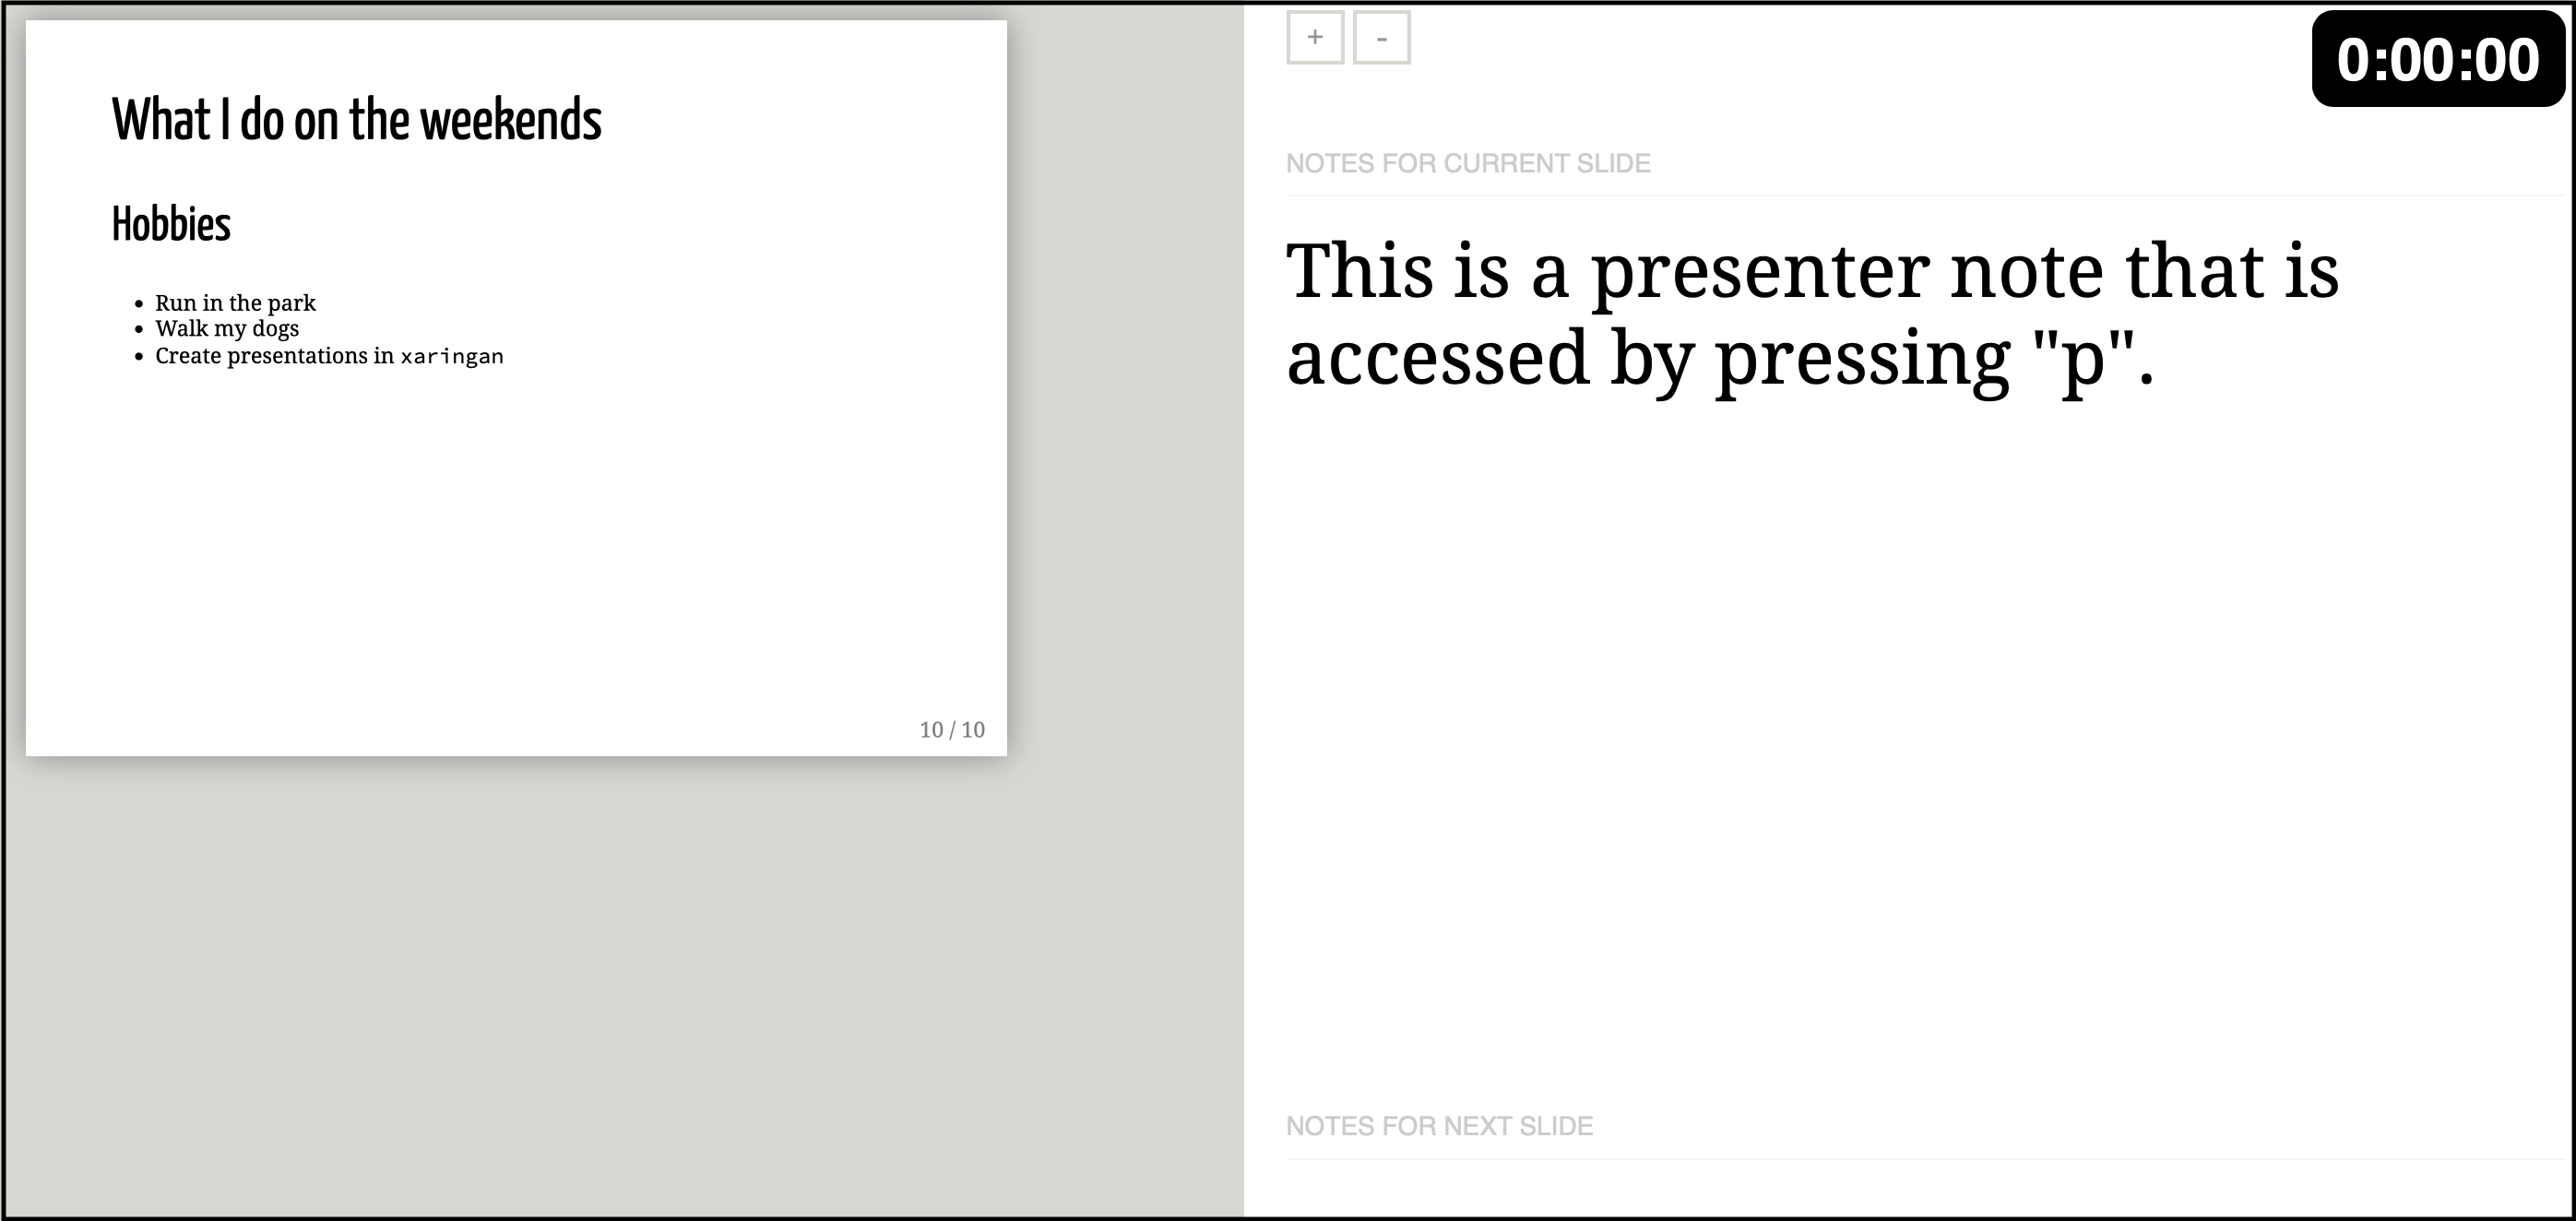 What I do on the weekends
Hobbies
• Run in the park
• Walk my dogs
• Create presentations in xaringan
10 / 10
+ -
0:00:00
NOTES FOR CURRENT SLIDE
This is a presenter note that is
accessed by pressing "p".
NOTES FOR NEXT SLIDE